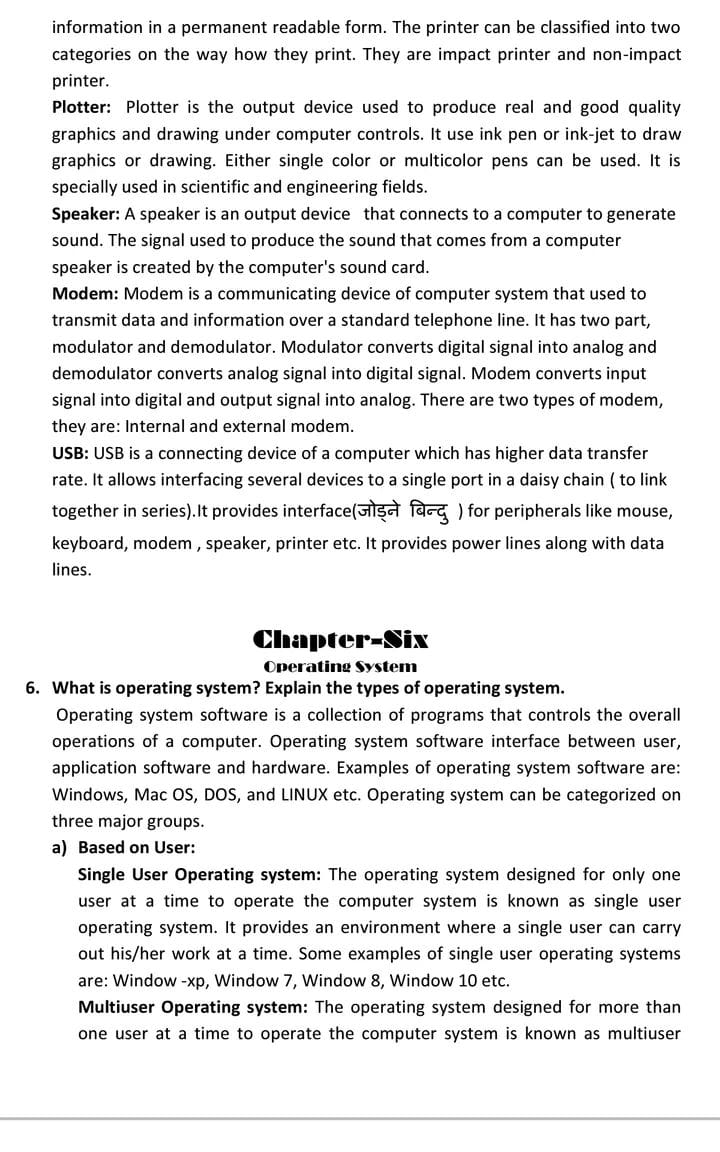 information in a permanent readable form. The printer can be classified into two
categories on the way how they print. They are impact printer and non-impact
printer.
Plotter: Plotter is the output device used to produce real and good quality
graphics and drawing under computer controls. It use ink pen or ink-jet to draw
graphics or drawing. Either single color or multicolor pens can be used. It is
specially used in scientific and engineering fields.
Speaker: A speaker is an output device that connects to a computer to generate
sound. The signal used to produce the sound that comes from a computer
speaker is created by the computer's sound card.
Modem: Modem is a communicating device of computer system that used to
transmit data and information over a standard telephone line. It has two part,
modulator and demodulator. Modulator converts digital signal into analog and
demodulator converts analog signal into digital signal. Modem converts input
signal into digital and output signal into analog. There are two types of modem,
they are: Internal and external modem.
USB: USB is a connecting device of a computer which has higher data transfer
rate. It allows interfacing several devices to a single port in a daisy chain ( to link
together in series).It provides interface(जोड्ने बिन्दु ) for peripherals like mouse,
keyboard, modem , speaker, printer etc. It provides power lines along with data
lines.
Chapter-Six
Operating System
6. What is operating system? Explain the types of operating system.
Operating system software is a collection of programs that controls the overall
operations of a computer. Operating system software interface between user,
application software and hardware. Examples of operating system software are:
Windows, Mac OS, DOS, and LINUX etc. Operating system can be categorized on
three major groups.
a) Based on User:
Single User Operating system: The operating system designed for only one
user at a time to operate the computer system is known as single user
operating system. It provides an environment where a single user can carry
out his/her work at a time. Some examples of single user operating systems
are: Window -xp, Window 7, Window 8, Window 10 etc.
Multiuser Operating system: The operating system designed for more than
one user at a time to operate the computer system is known as multiuser